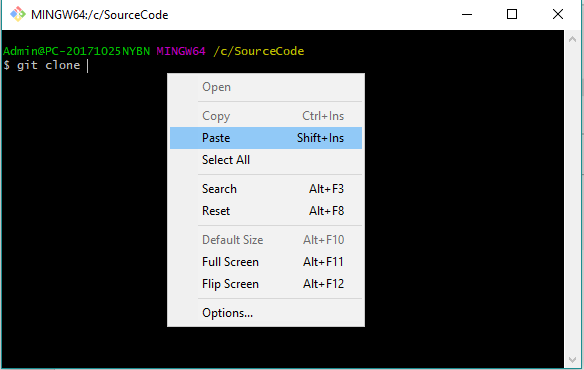 MINGW64:/c/SourceCode
Admin@PC-20171025NYBN MINGW64 /c/SourceCode
$ git clone
Open
Copy Ctrl+Ins
Paste Shift+Ins
Select All
Search Alt+F3
Reset Alt+F8
Default Size Alt+F10
Full Screen Alt+F11
Flip Screen Alt+F12
Options...